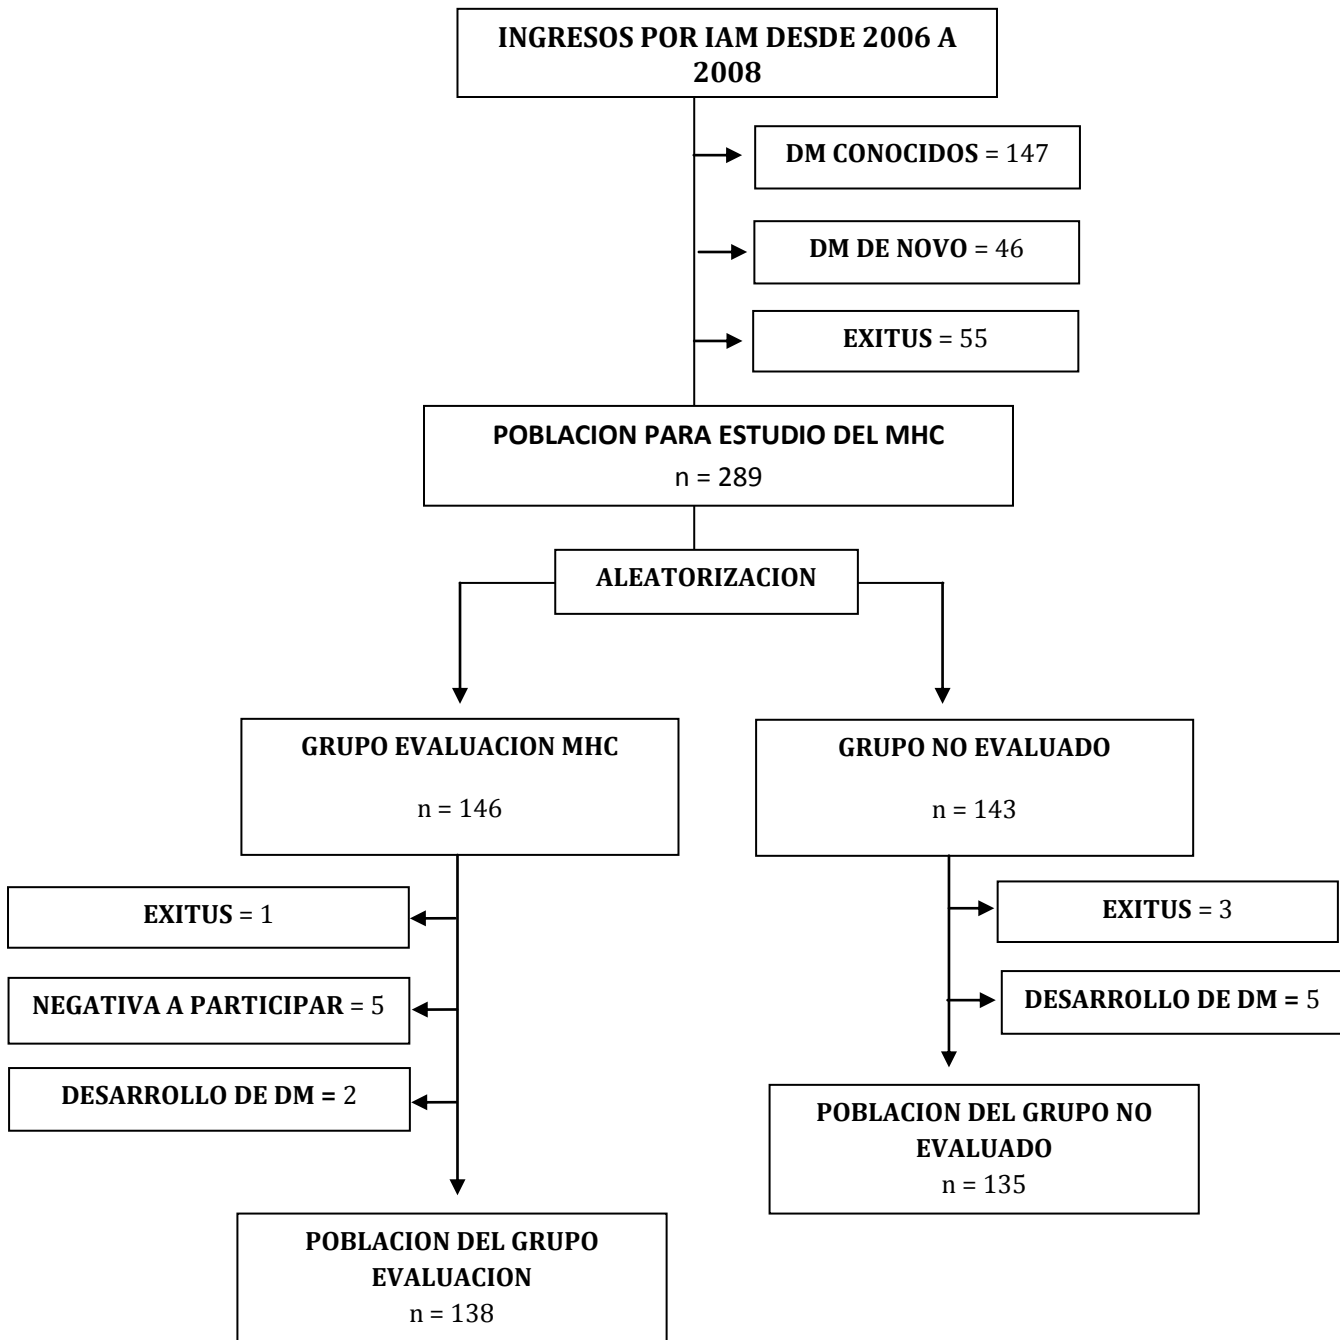 INGRESOS POR IAM DESDE 2006 A
2008
DM CONOCIDOS = 147
DM DE NOVO = 46
EXITUS = 55
POBLACION PARA ESTUDIO DEL MHC
n = 289
ALEATORIZACION
GRUPO EVALUACION MHC
n = 146
GRUPO NO EVALUADO
n = 143
EXITUS = 1
NEGATIVA A PARTICIPAR = 5
DESARROLLO DE DM = 2
EXITUS = 3
DESARROLLO DE DM = 5
POBLACION DEL GRUPO NO
EVALUADO
n = 135
POBLACION DEL GRUPO
EVALUACION
n = 138